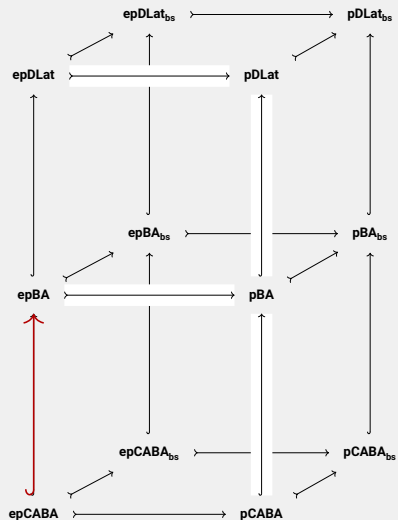 epDLat_bs pDLat_bs
epDLat pDLat
epBA_bs pBA_bs
epBA pBA
epCABA_bs pCABA_bs
epCABA pCABA